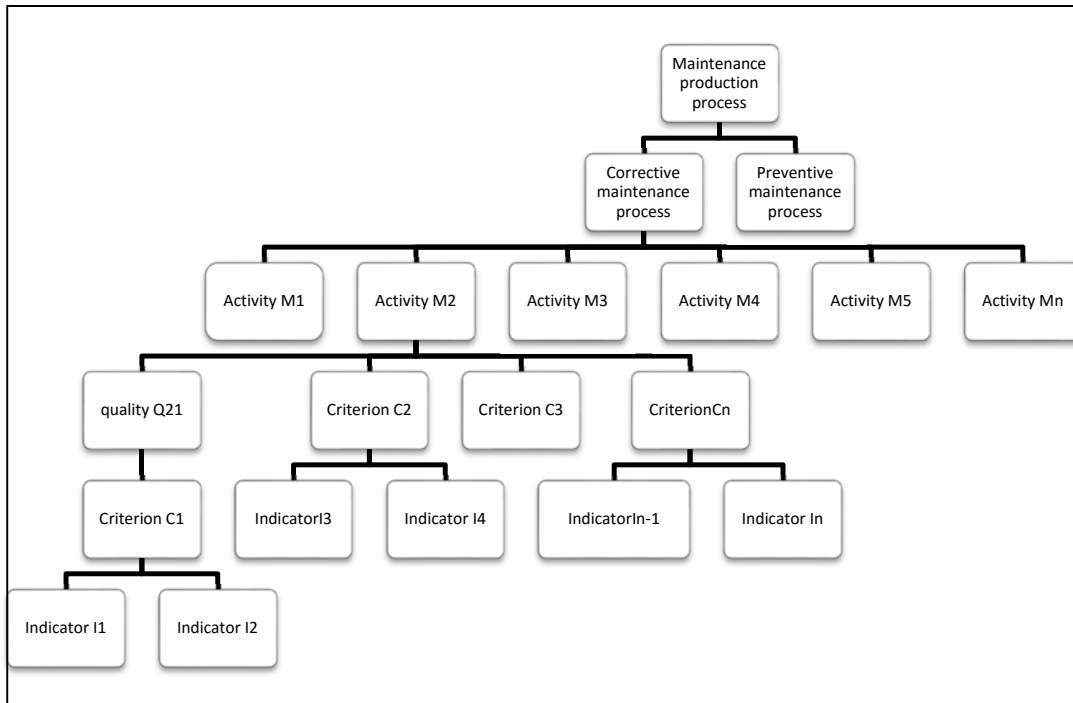 Maintenance
production
process
Corrective
maintenance
process
Preventive
maintenance
process
Activity M1
Activity M2
Activity M3
Activity M4
Activity M5
Activity Mn
quality Q21
Criterion C2
Criterion C3
CriterionCn
Criterion C1
IndicatorI3
Indicator I4
IndicatorIn-1
Indicator In
Indicator I1
Indicator I2